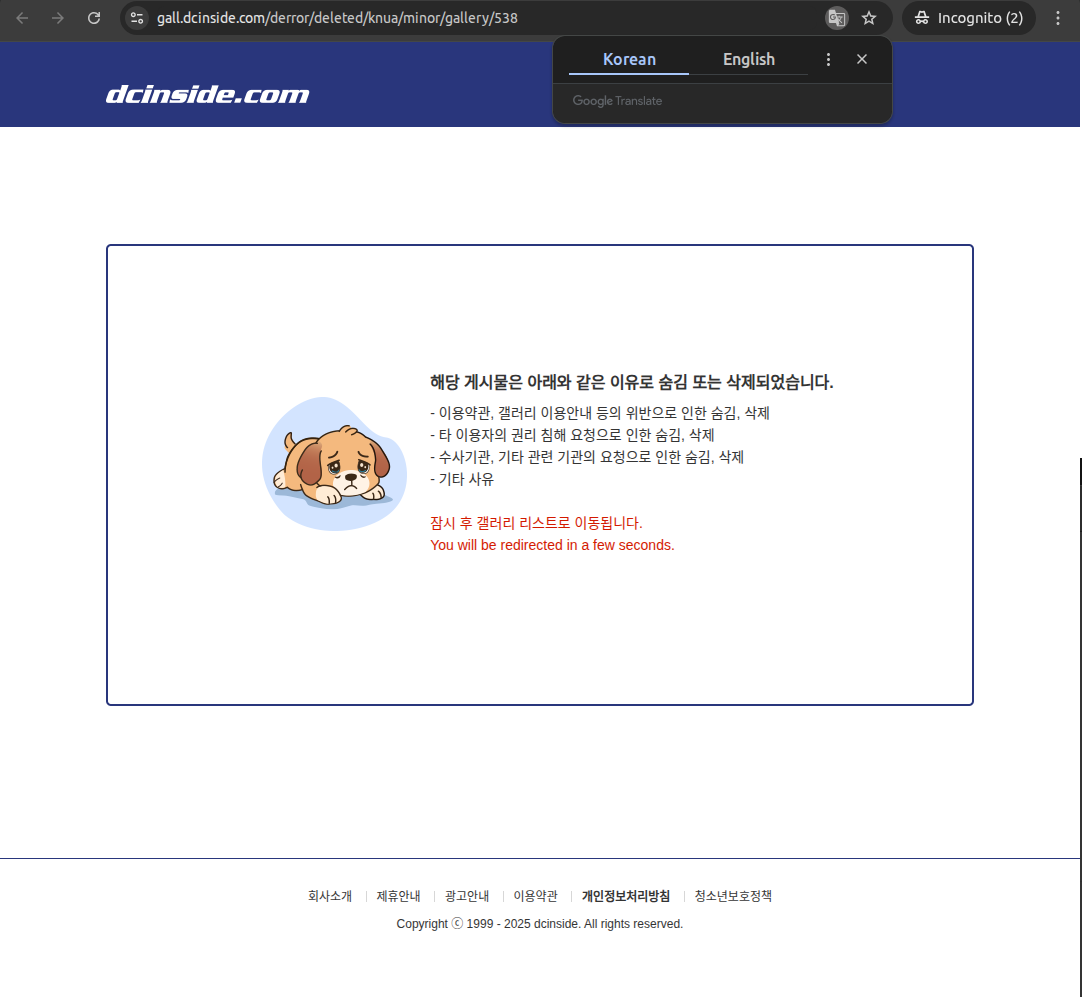 gall.dcinside.com/derror/deleted/knua/minor/gallery/538
Incognito (2)
Korean
English
Google Translate
dcinside.com
해당 게시물은 아래와 같은 이유로 숨김 또는 삭제되었습니다.
- 이용약관, 갤러리 이용안내 등의 위반으로 인한 숨김, 삭제
- 타 이용자의 권리 침해 요청으로 인한 숨김, 삭제
- 수사기관, 기타 관련 기관의 요청으로 인한 숨김, 삭제
- 기타 사유
잠시 후 갤러리 리스트로 이동됩니다.
You will be redirected in a few seconds.
회사소개 제휴안내 광고안내 이용약관 개인정보처리방침 청소년보호정책
Copyright ⓒ 1999 - 2025 dcinside. All rights reserved.